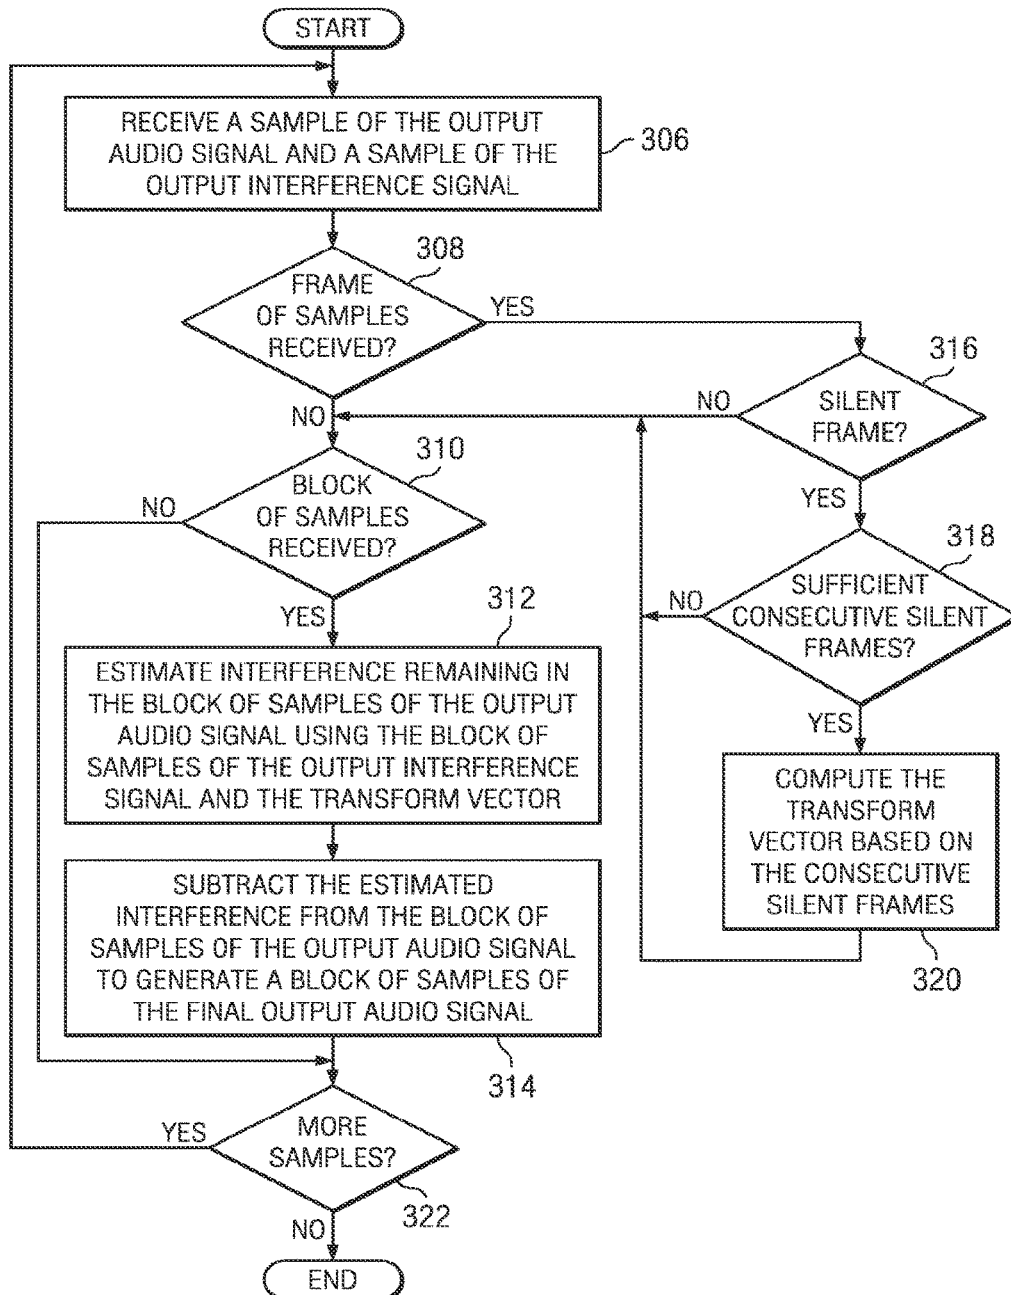 START
RECEIVE A SAMPLE OF THE OUTPUT
AUDIO SIGNAL AND A SAMPLE OF THE
OUTPUT INTERFERENCE SIGNAL
306
308
FRAME
OF SAMPLES
RECEIVED?
YES
NO
316
SILENT
FRAME?
NO
YES
310
BLOCK
OF SAMPLES
RECEIVED?
NO
YES
318
SUFFICIENT
CONSECUTIVE SILENT
FRAMES?
NO
YES
312
ESTIMATE INTERFERENCE REMAINING IN
THE BLOCK OF SAMPLES OF THE OUTPUT
AUDIO SIGNAL USING THE BLOCK OF
SAMPLES OF THE OUTPUT INTERFERENCE
SIGNAL AND THE TRANSFORM VECTOR
COMPUTE THE
TRANSFORM
VECTOR BASED ON
THE CONSECUTIVE
SILENT FRAMES
320
SUBTRACT THE ESTIMATED
INTERFERENCE FROM THE BLOCK OF
SAMPLES OF THE OUTPUT AUDIO SIGNAL
TO GENERATE A BLOCK OF SAMPLES OF
THE FINAL OUTPUT AUDIO SIGNAL
314
YES
MORE
SAMPLES?
322
NO
END